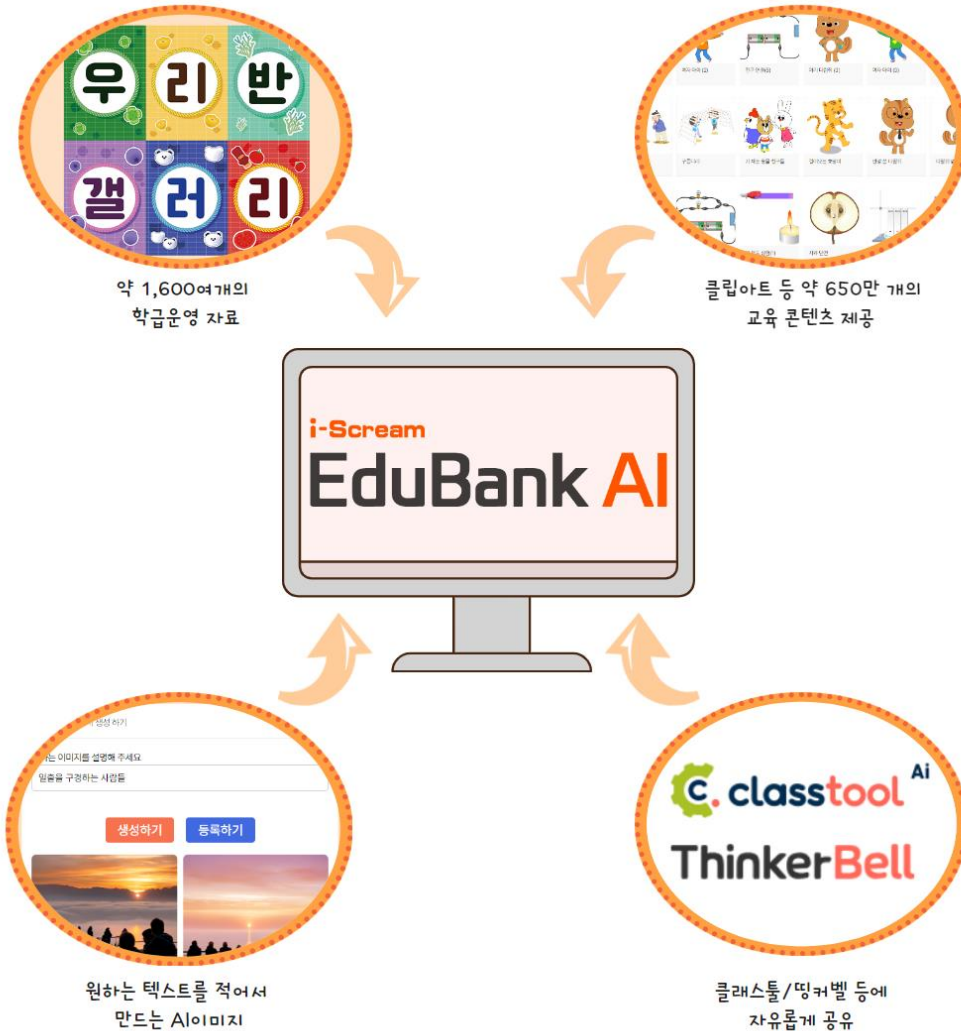 우리반
갤러리
약 1,600여개의
학급운영 자료
클립아트 등 약 650만 개의
교육 콘텐츠 제공
i-Scream
EduBank AI
생성 하기
이미지를 설명해 주세요
일출을 구경하는 사람들
생성하기
등록하기
원하는 텍스트를 적어서
만드는 AI이미지
c. classtool Ai
ThinkerBell
클래스툴/띵커벨 등에
자유롭게 공유